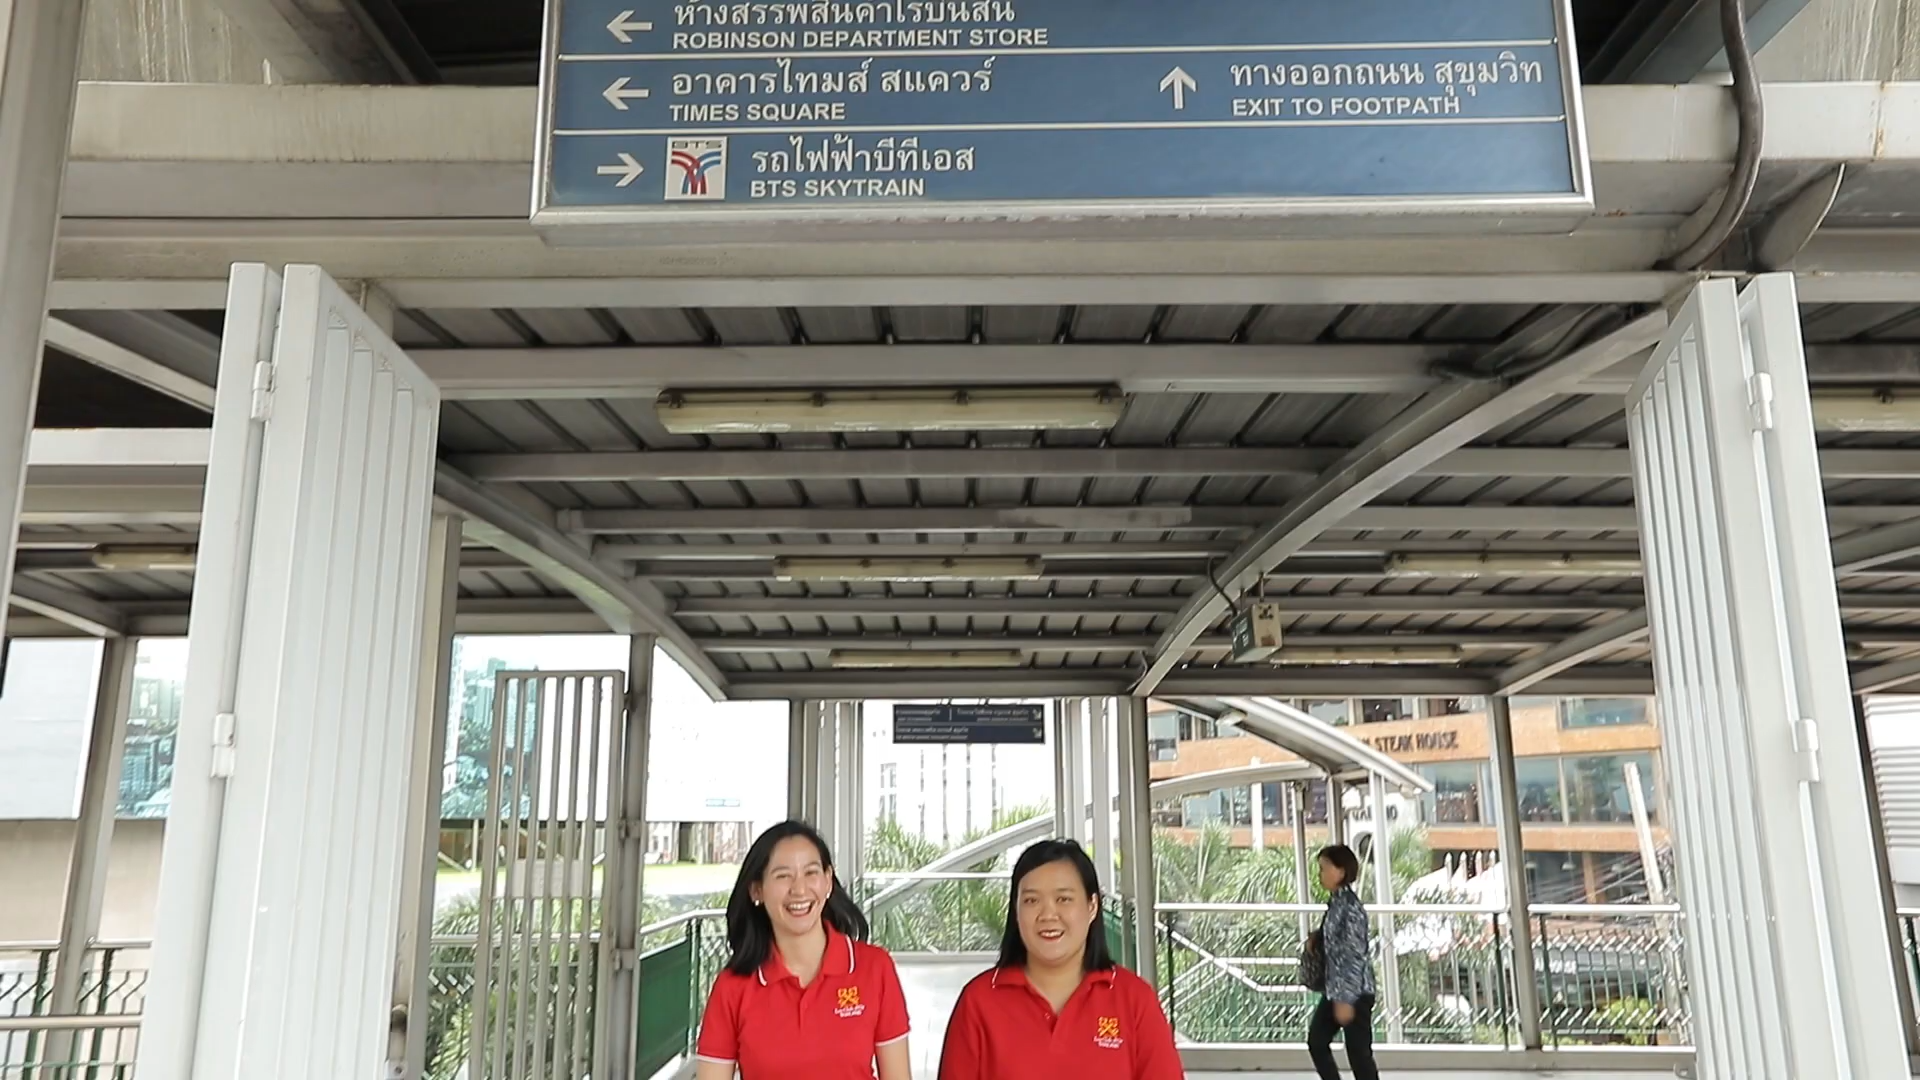 ห้างสรรพสินค้าโรบินสัน
ROBINSON DEPARTMENT STORE
อาคารไทมส์ สแควร์
TIMES SQUARE
ทางออกถนน สุขุมวิท
EXIT TO FOOTPATH
BTS
รถไฟฟ้าบีทีเอส
BTS SKYTRAIN
STEAK HOUSE
THAILAND
THAILAND